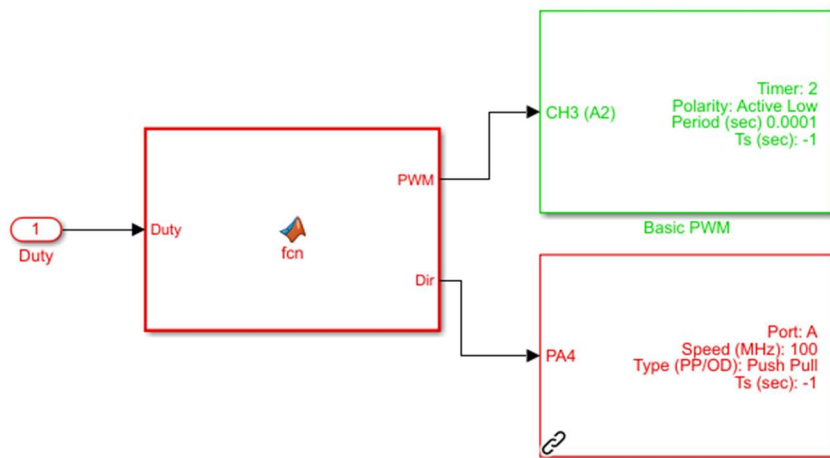 1
Duty
Duty
fcn
PWM
Dir
CH3 (A2)
Timer: 2
Polarity: Active Low
Period (sec) 0.0001
Ts (sec): -1
Basic PWM
PA4
Port: A
Speed (MHz): 100
Type (PP/OD): Push Pull
Ts (sec): -1